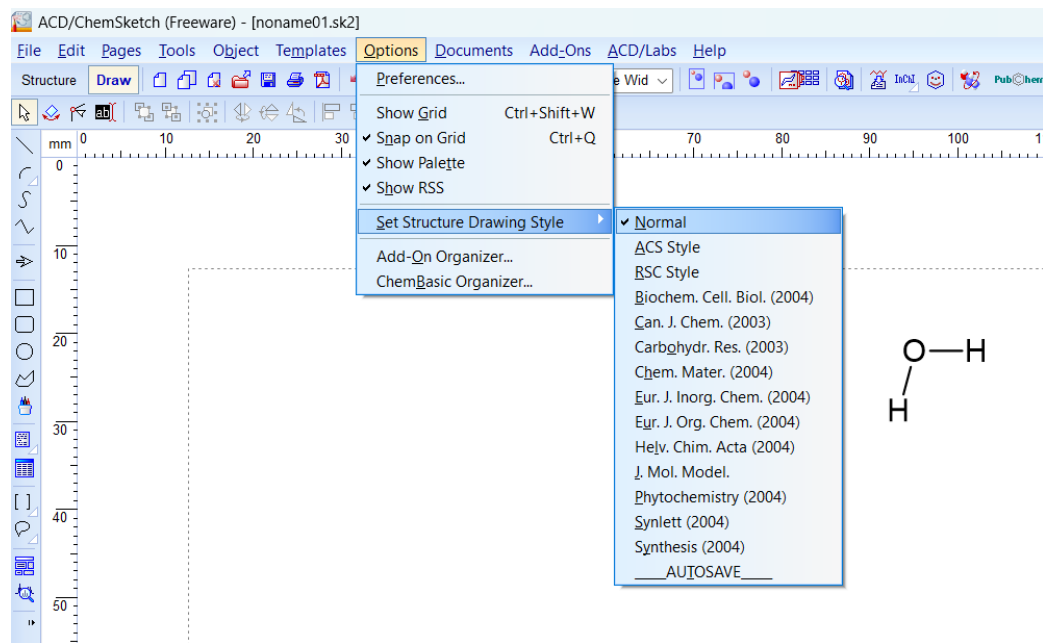 ACD/ChemSketch (Freeware) - [noname01.sk2]
File Edit Pages Tools Object Templates Options Documents Add-Ons ACD/Labs Help
Structure Draw Wid InChI
ab
Preferences...
Show Grid Ctrl+Shift+W
Snap on Grid Ctrl+Q
Show Palette
Show RSS
Set Structure Drawing Style
Add-On Organizer...
ChemBasic Organizer...
Normal
ACS Style
RSC Style
Biochem. Cell. Biol. (2004)
Can. J. Chem. (2003)
Carbohydr. Res. (2003)
Chem. Mater. (2004)
Eur. J. Inorg. Chem. (2004)
Eur. J. Org. Chem. (2004)
Helv. Chim. Acta (2004)
J. Mol. Model.
Phytochemistry (2004)
Synlett (2004)
Synthesis (2004)
____AUTOSAVE____
mm 0 10 20 30 70 80 90 100
0
10
20
30
40
50
O H
H